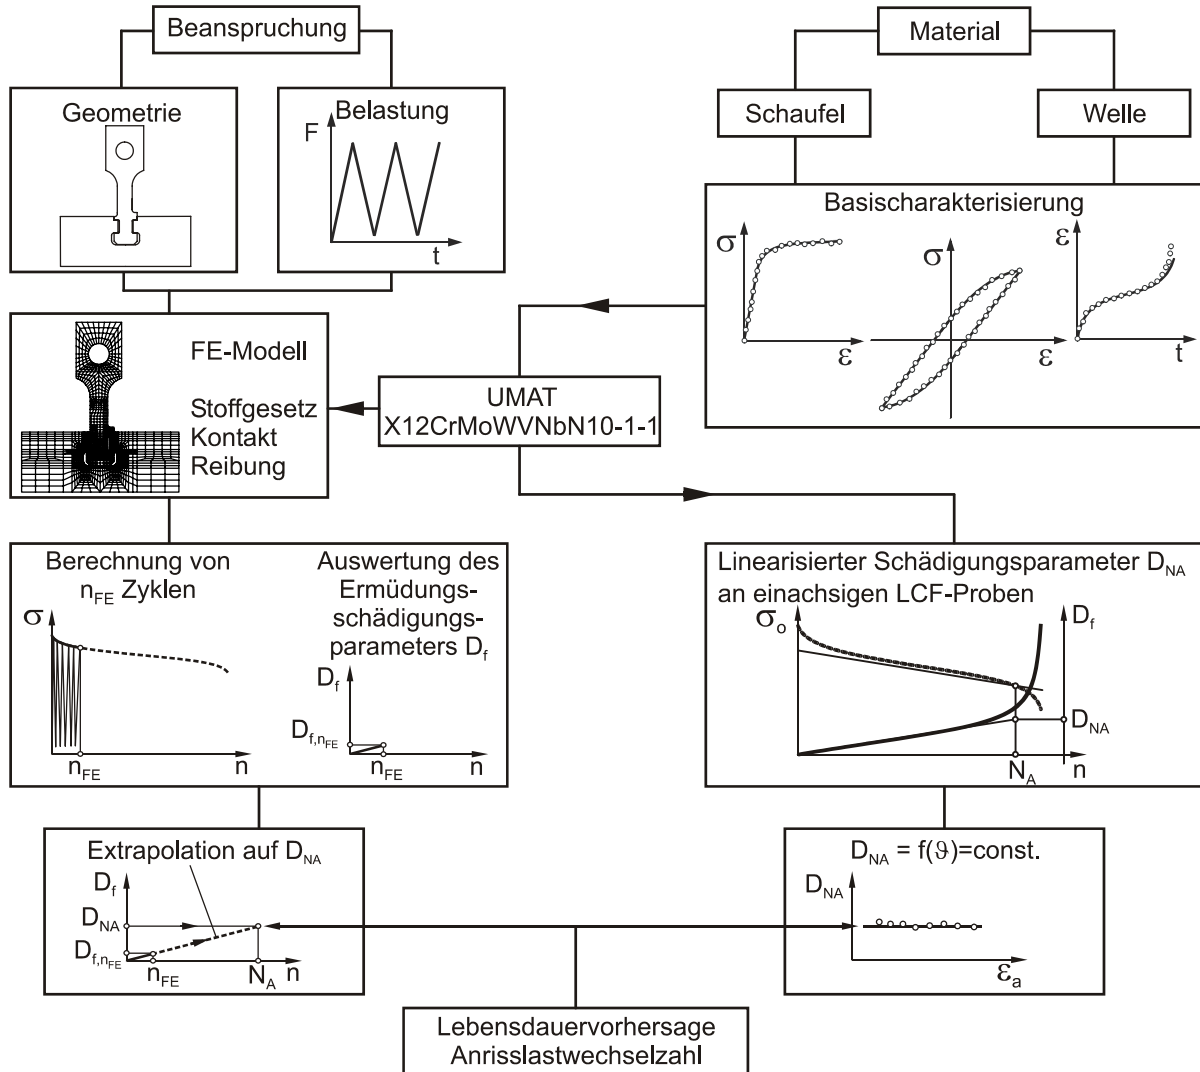 Beanspruchung
Material
Geometrie
Belastung
F
t
Schaufel
Welle
Basischarakterisierung
σ
ε
σ
ε
ε
t
FE-Modell
Stoffgesetz
Kontakt
Reibung
UMAT
X12CrMoWVNbN10-1-1
Berechnung von
n_FE Zyklen
σ
n_FE
n
Auswertung des
Ermüdungs-
schädigungs-
parameters D_f
D_f
D_f,n_FE
n_FE
Linearisierter Schädigungsparameter D_NA
an einachsigen LCF-Proben
σ_o
D_f
D_NA
N_A
n
Extrapolation auf D_NA
D_f
D_NA
D_f,n_FE
n_FE
N_A
n
D_NA = f(ϑ)=const.
D_NA
ε_a
Lebensdauervorhersage
Anrisslastwechselzahl